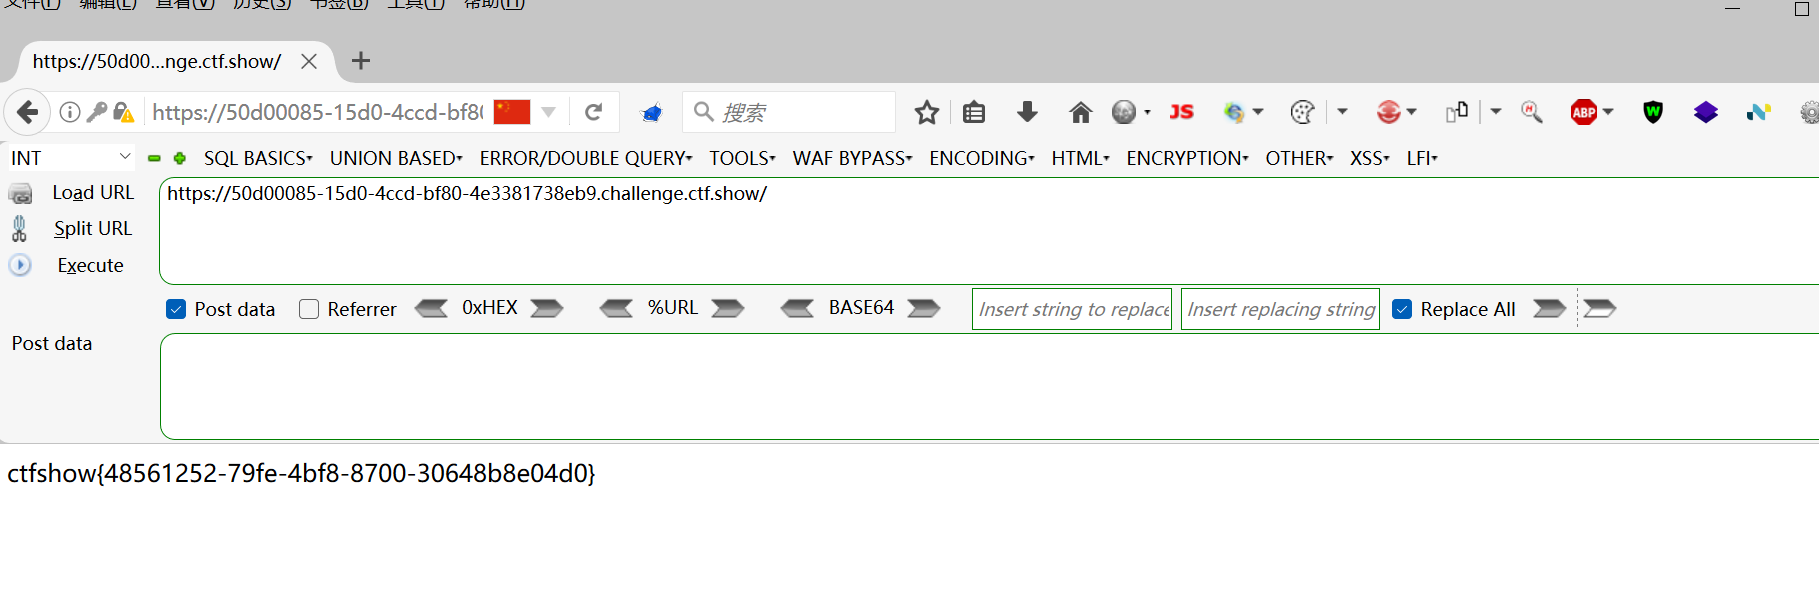 文件(F) 编辑(E) 查看(V) 历史(S) 书签(B) 工具(T) 帮助(H)
https://50d00...nge.ctf.show/
https://50d00085-15d0-4ccd-bf80 搜索 JS ABP W
INT SQL BASICS UNION BASED ERROR/DOUBLE QUERY TOOLS WAF BYPASS ENCODING HTML ENCRYPTION OTHER XSS LFI
Load URL https://50d00085-15d0-4ccd-bf80-4e3381738eb9.challenge.ctf.show/
Split URL
Execute
Post data Referrer 0xHEX %URL BASE64 Insert string to replace Insert replacing string Replace All
Post data
ctfshow{48561252-79fe-4bf8-8700-30648b8e04d0}